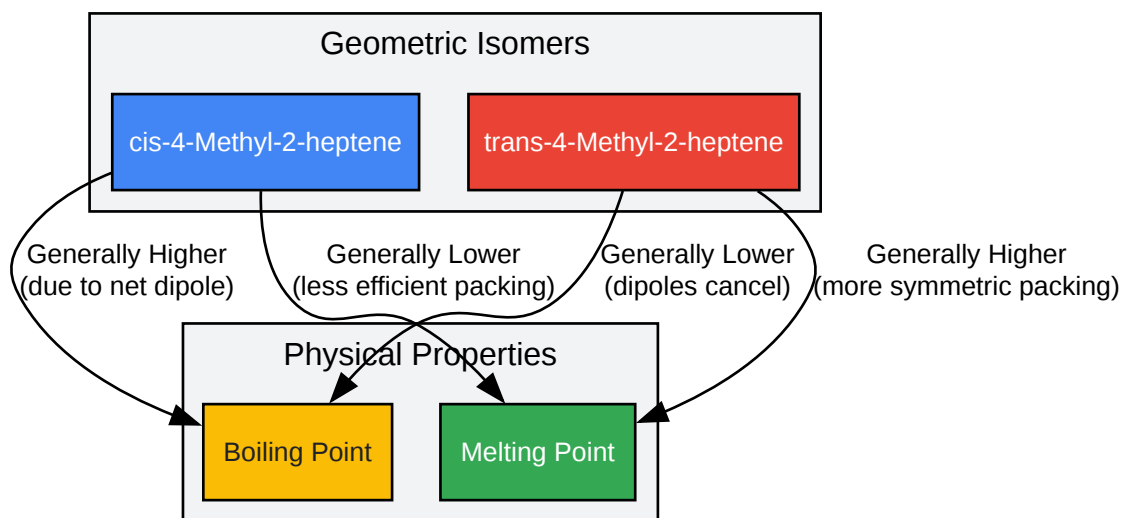 Geometric Isomers
cis-4-Methyl-2-heptene
trans-4-Methyl-2-heptene
Generally Higher
(due to net dipole)
Generally Lower
(less efficient packing)
Generally Lower
(dipoles cancel)
Generally Higher
(more symmetric packing)
Physical Properties
Boiling Point
Melting Point